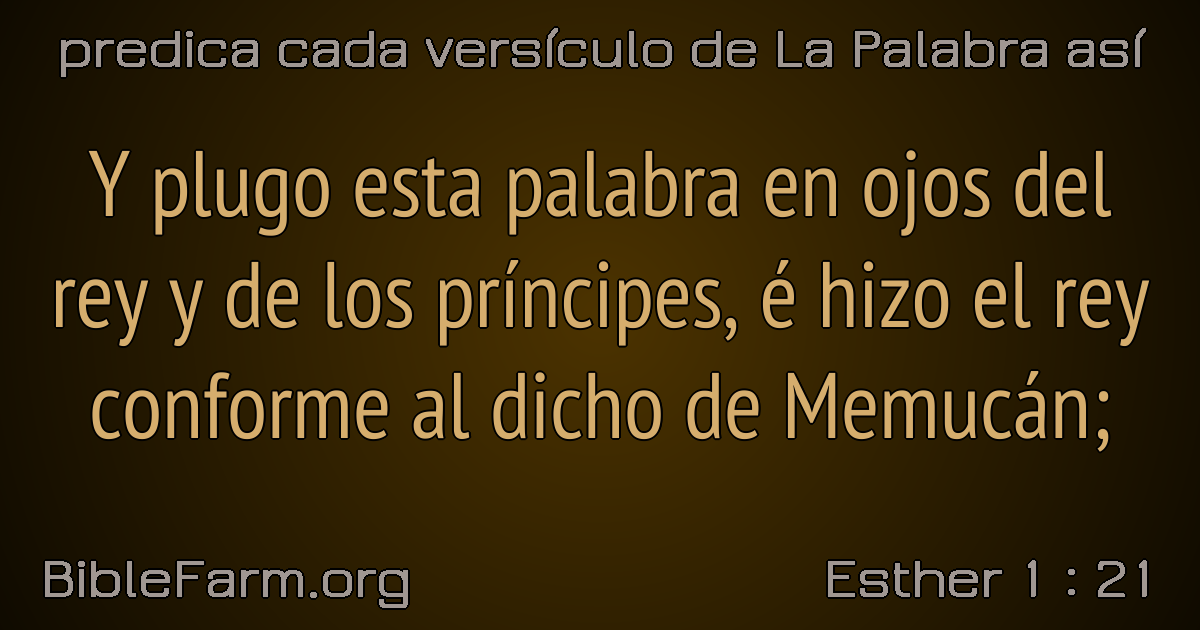 predica cada versículo de La Palabra así
Y plugo esta palabra en ojos del
rey y de los príncipes, é hizo el rey
conforme al dicho de Memucán;
BibleFarm.org
Esther 1 : 21